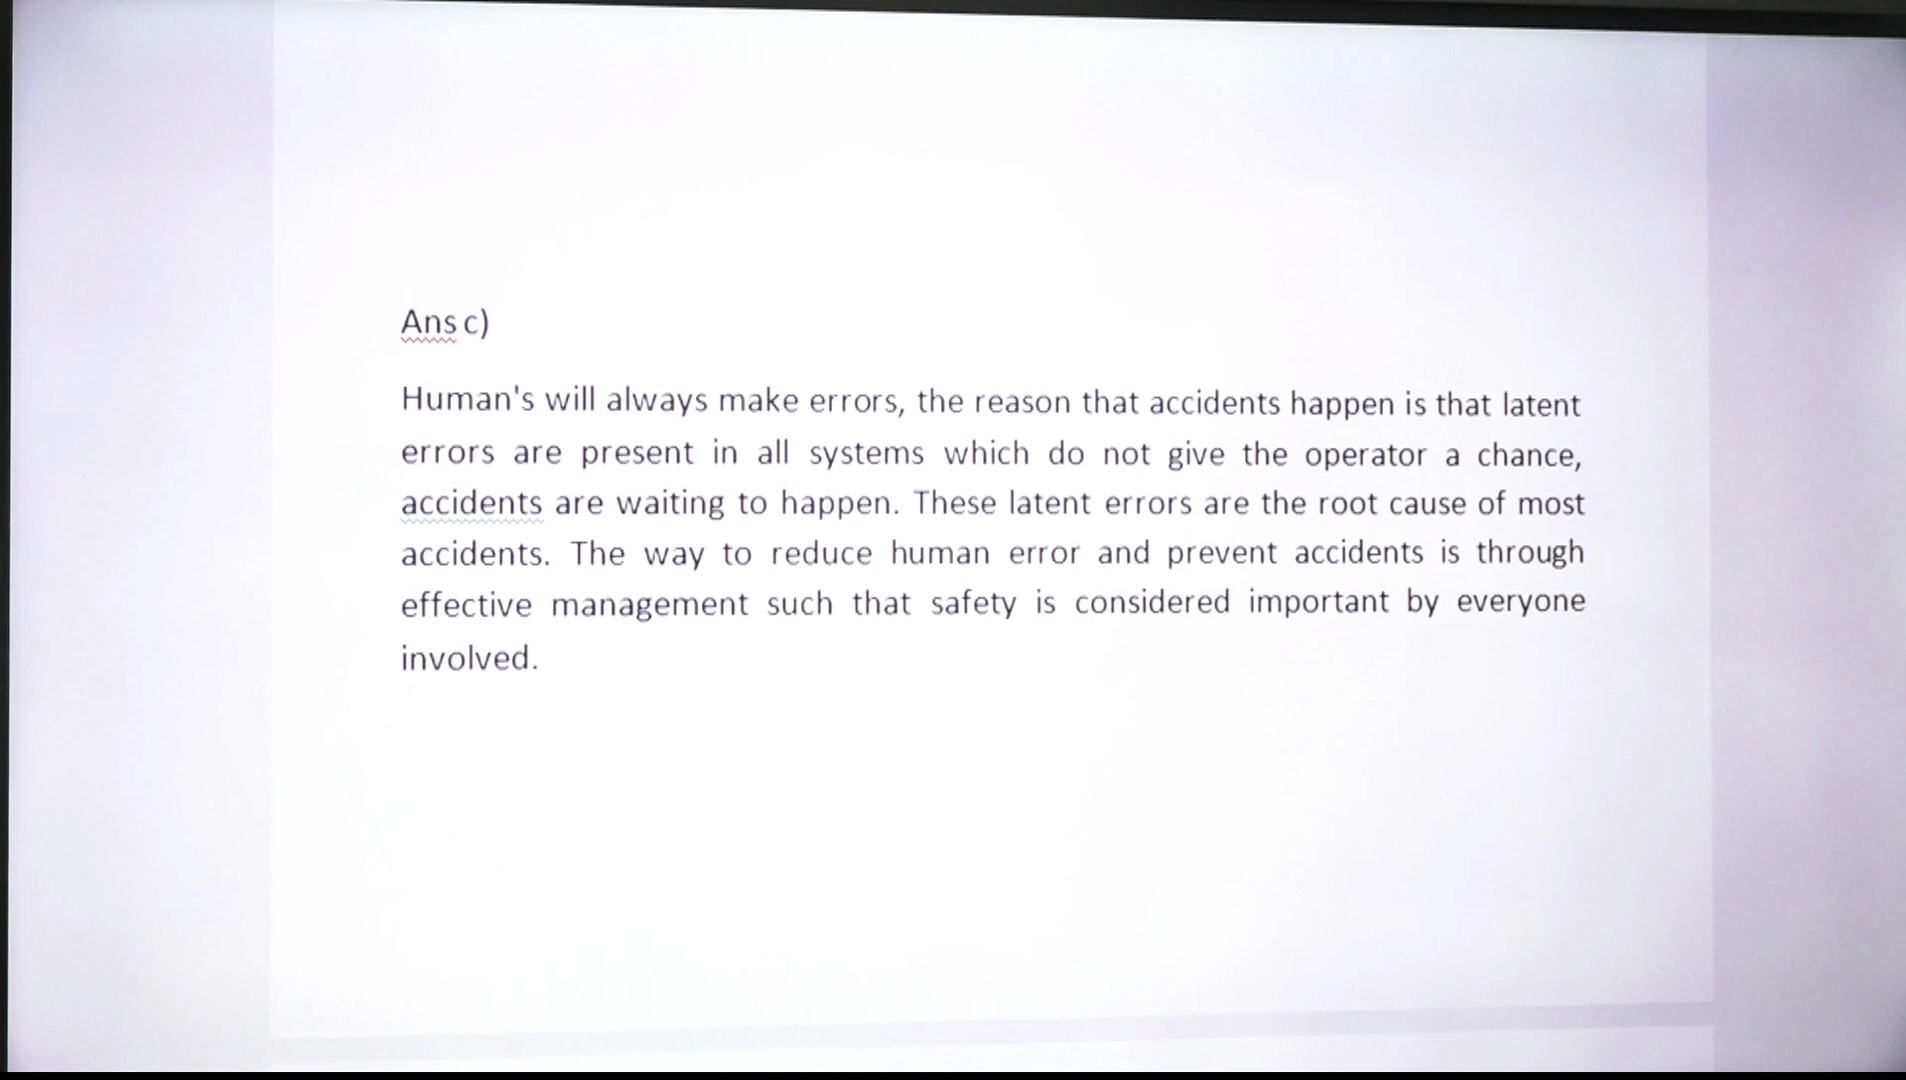 Ans c)
Human's will always make errors, the reason that accidents happen is that latent
errors are present in all systems which do not give the operator a chance,
accidents are waiting to happen. These latent errors are the root cause of most
accidents. The way to reduce human error and prevent accidents is through
effective management such that safety is considered important by everyone
involved.